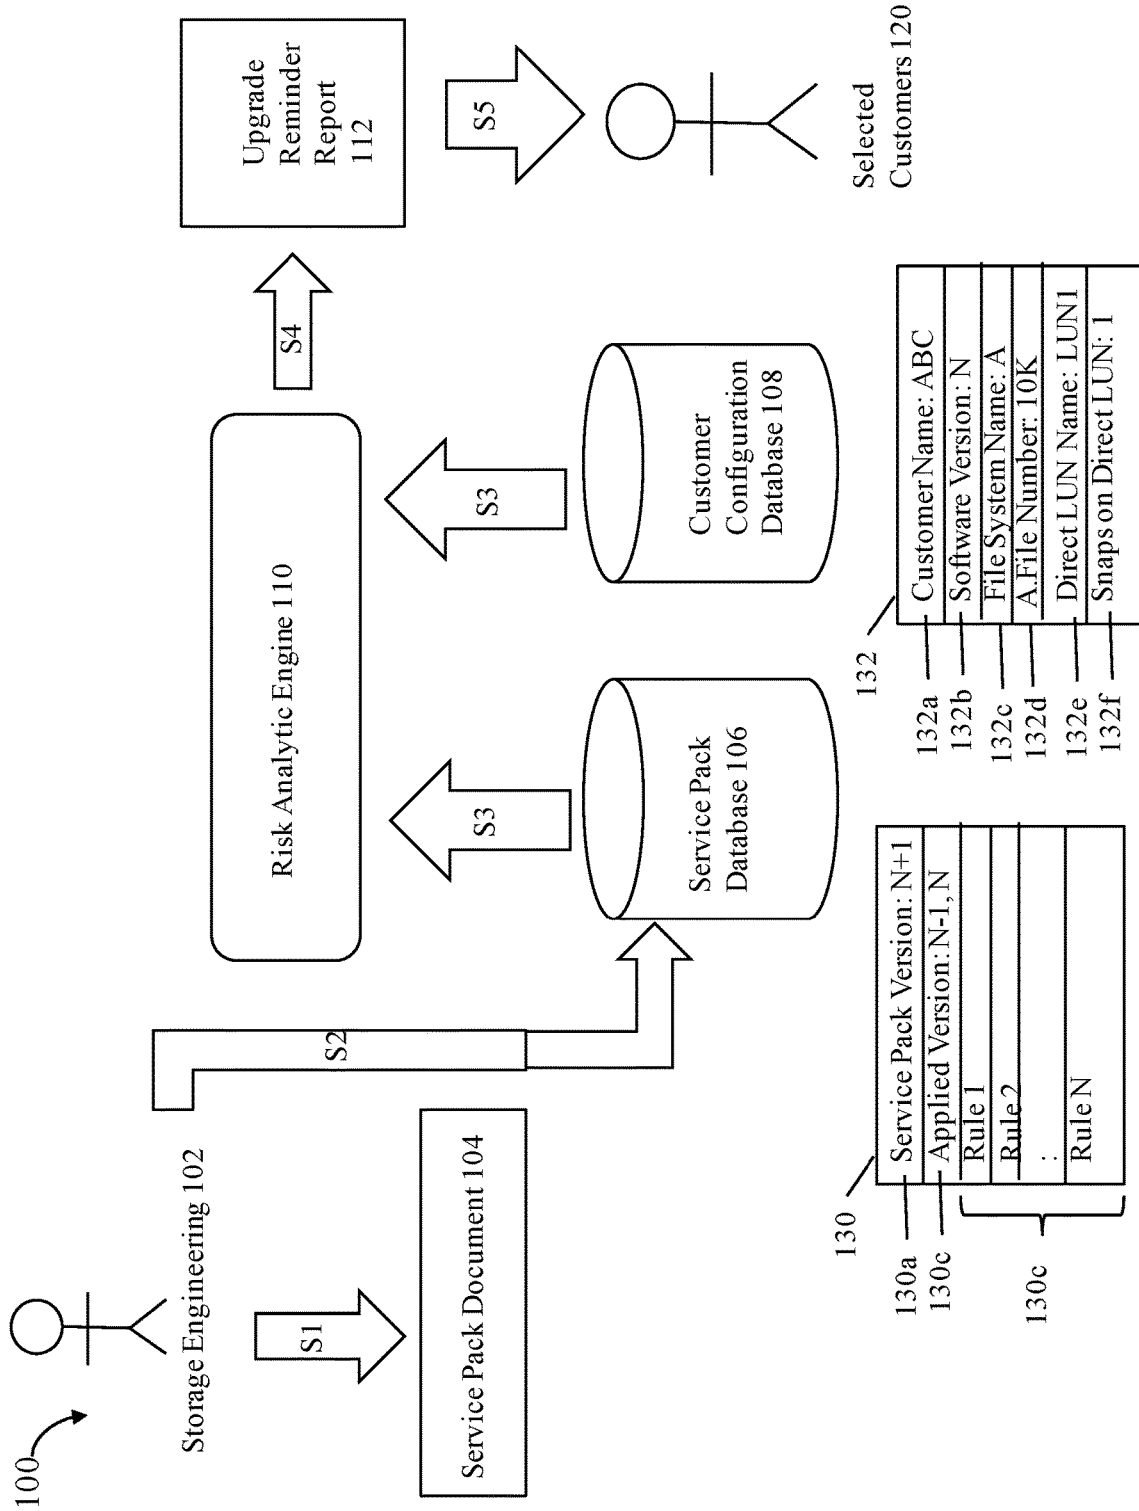 100
Storage Engineering 102
S1
Service Pack Document 104
S2
Risk Analytic Engine 110
S3
S3
Service Pack
Database 106
Customer
Configuration
Database 108
S4
Upgrade
Reminder
Report
112
S5
Selected
Customers 120
130
130a
130c
130c
Service Pack Version: N+1
Applied Version: N-1, N
Rule 1
Rule 2
:
Rule N
132
132a
132b
132c
132d
132e
132f
Customer Name: ABC
Software Version: N
File System Name: A
A.File Number: 10K
Direct LUN Name: LUN1
Snaps on Direct LUN: 1